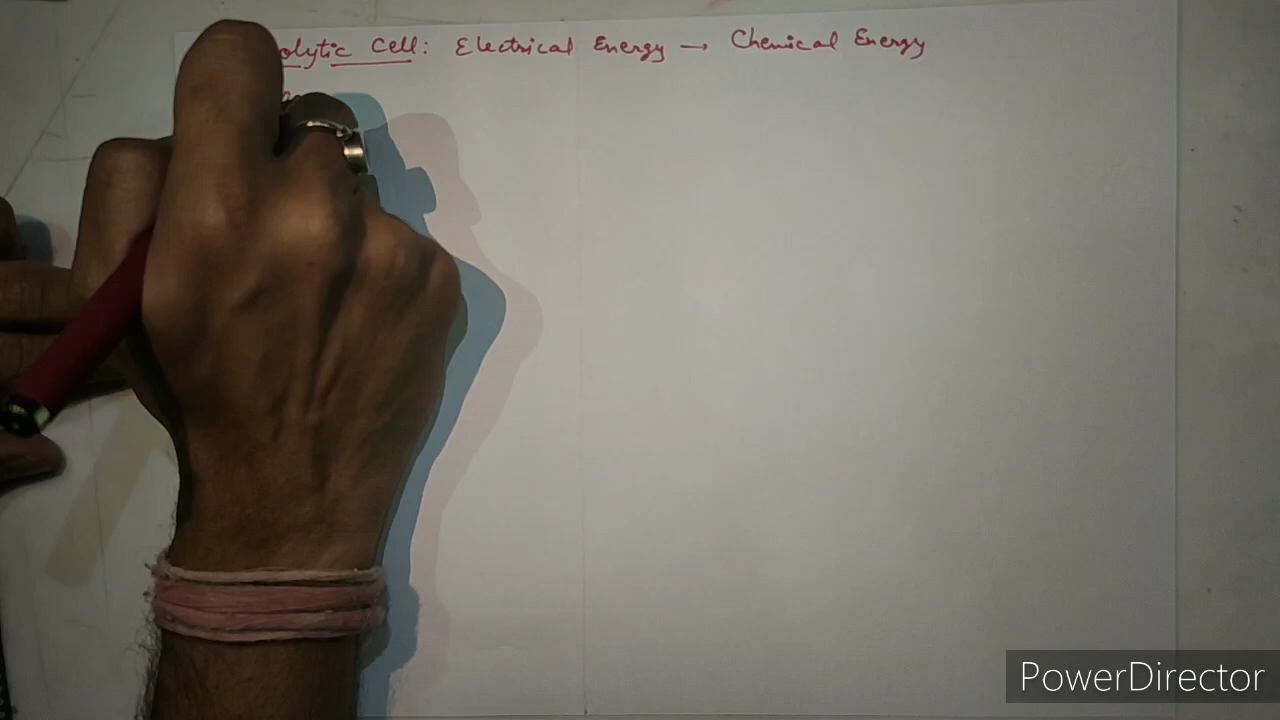 olytic Cell: Electrical Energy → Chemical Energy
PowerDirector